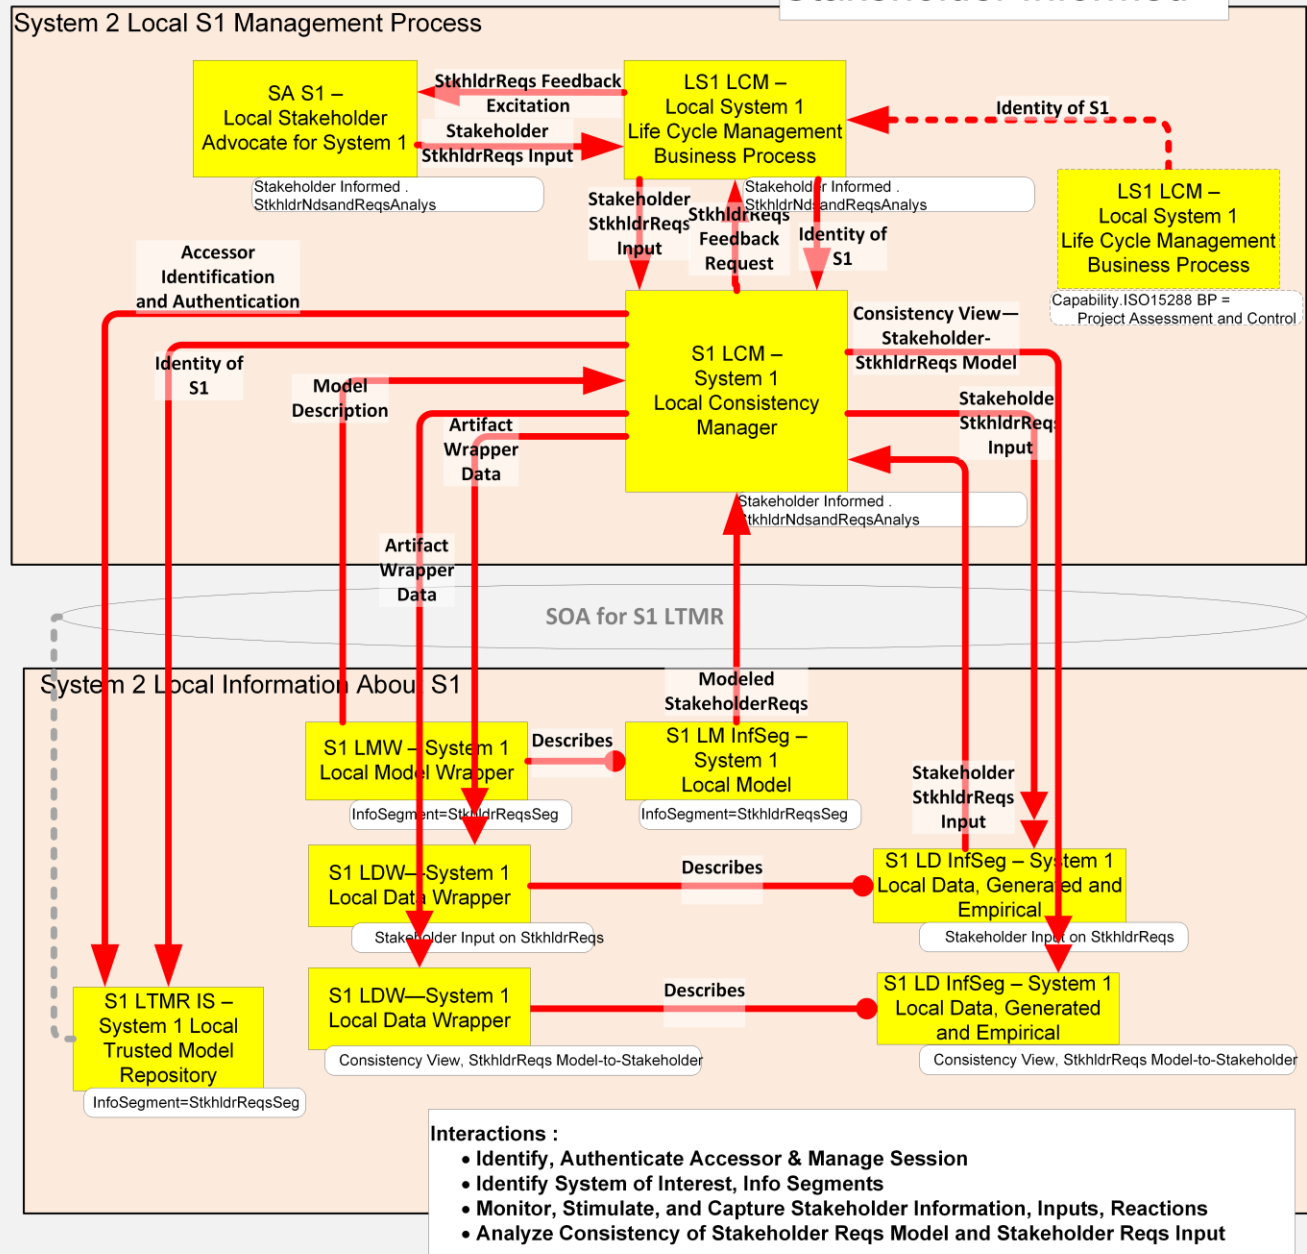 Stakeholder Informed
System 2 Local S1 Management Process
SA S1 –
Local Stakeholder
Advocate for System 1
Stakeholder Informed .
StkhldrNdsandReqsAnalys
StkhldrReqs Feedback
Excitation
Stakeholder
StkhldrReqs Input
LS1 LCM –
Local System 1
Life Cycle Management
Business Process
Stakeholder Informed .
StkhldrNdsandReqsAnalys
Identity of S1
LS1 LCM –
Local System 1
Life Cycle Management
Business Process
Capability.ISO15288 BP =
Project Assessment and Control
Stakeholder
StkhldrReqs
Input
StkhldrReqs
Feedback
Request
Identity of
S1
Accessor
Identification
and Authentication
Identity of
S1
Model
Description
Artifact
Wrapper
Data
Artifact
Wrapper
Data
S1 LCM –
System 1
Local Consistency
Manager
Stakeholder Informed .
StkhldrNdsandReqsAnalys
Consistency View—
Stakeholder-
StkhldrReqs Model
Stakeholde
StkhldrReqs
Input
SOA for S1 LTMR
System 2 Local Information About S1
Modeled
StakeholderReqs
S1 LMW – System 1
Local Model Wrapper
InfoSegment=StkhldrReqsSeg
Describes
S1 LM InfSeg –
System 1
Local Model
InfoSegment=StkhldrReqsSeg
Stakeholder
StkhldrReqs
Input
S1 LDW—System 1
Local Data Wrapper
Stakeholder Input on StkhldrReqs
Describes
S1 LD InfSeg – System 1
Local Data, Generated and
Empirical
Stakeholder Input on StkhldrReqs
S1 LDW—System 1
Local Data Wrapper
Consistency View, StkhldrReqs Model-to-Stakeholder
Describes
S1 LD InfSeg – System 1
Local Data, Generated
and Empirical
Consistency View, StkhldrReqs Model-to-Stakeholder
S1 LTMR IS –
System 1 Local
Trusted Model
Repository
InfoSegment=StkhldrReqsSeg
Interactions :
• Identify, Authenticate Accessor & Manage Session
• Identify System of Interest, Info Segments
• Monitor, Stimulate, and Capture Stakeholder Information, Inputs, Reactions
• Analyze Consistency of Stakeholder Reqs Model and Stakeholder Reqs Input